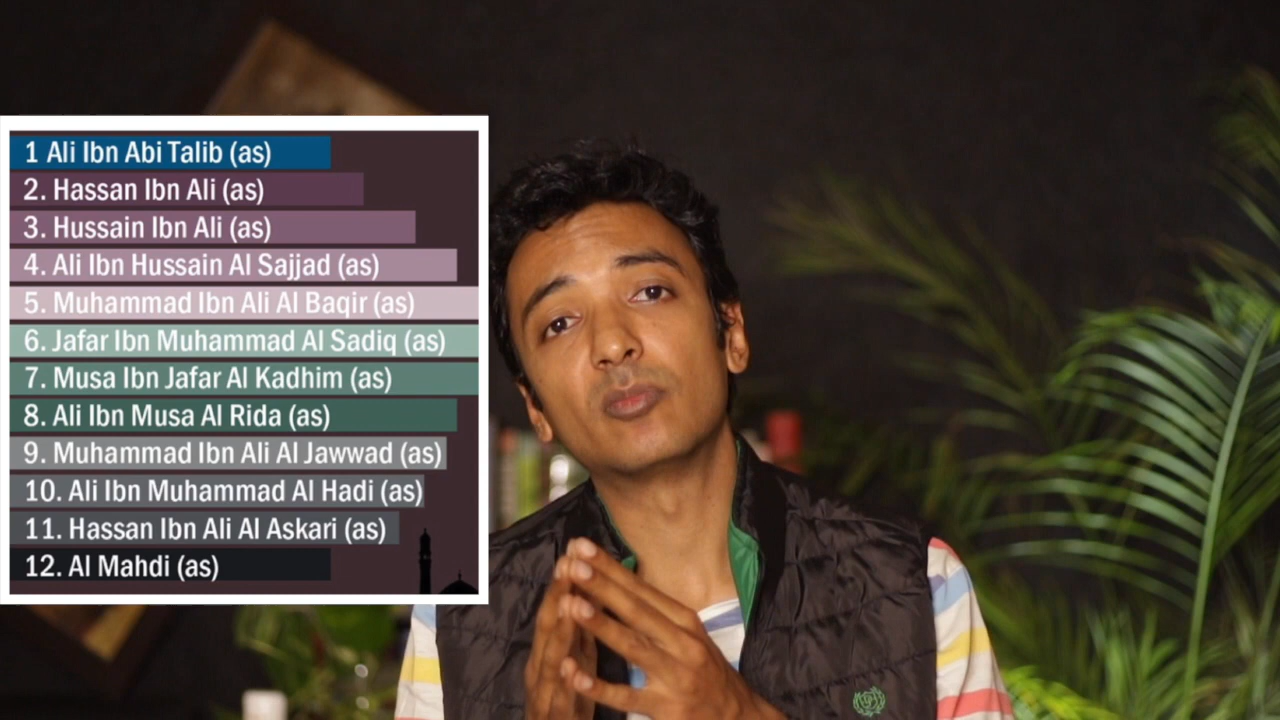 1 Ali Ibn Abi Talib (as)
2. Hassan Ibn Ali (as)
3. Hussain Ibn Ali (as)
4. Ali Ibn Hussain Al Sajjad (as)
5. Muhammad Ibn Ali Al Baqir (as)
6. Jafar Ibn Muhammad Al Sadiq (as)
7. Musa Ibn Jafar Al Kadhim (as)
8. Ali Ibn Musa Al Rida (as)
9. Muhammad Ibn Ali Al Jawwad (as)
10. Ali Ibn Muhammad Al Hadi (as)
11. Hassan Ibn Ali Al Askari (as)
12. Al Mahdi (as)